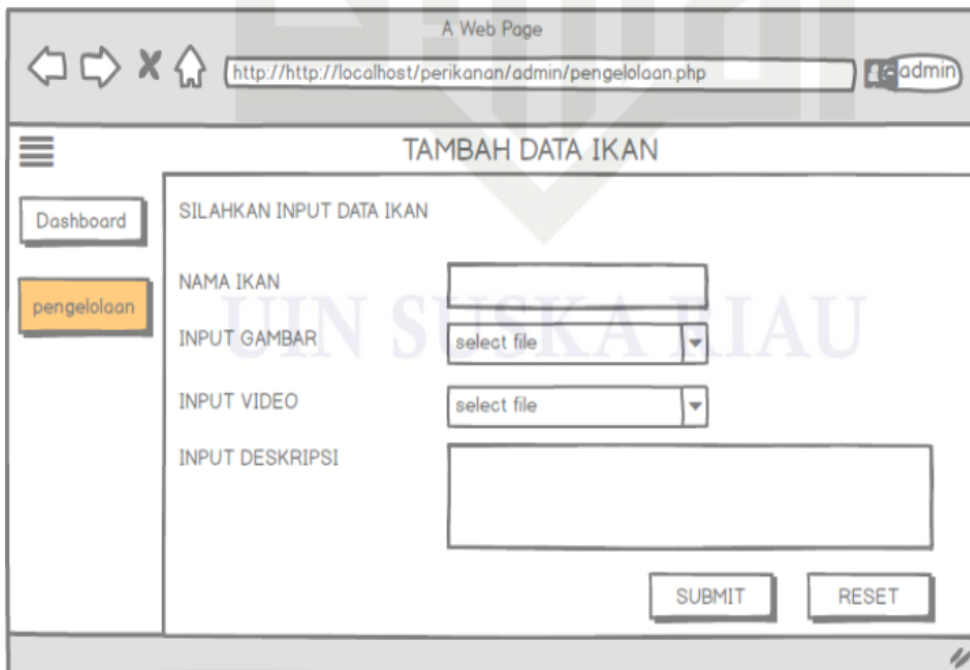 A Web Page
http://http://localhost/perikanan/admin/pengelolaan.php
admin
TAMBAH DATA IKAN
Dashboard
pengelolaan
SILAHKAN INPUT DATA IKAN
NAMA IKAN
INPUT GAMBAR
select file
INPUT VIDEO
select file
INPUT DESKRIPSI
SUBMIT
RESET
UIN SUSKA RIAU